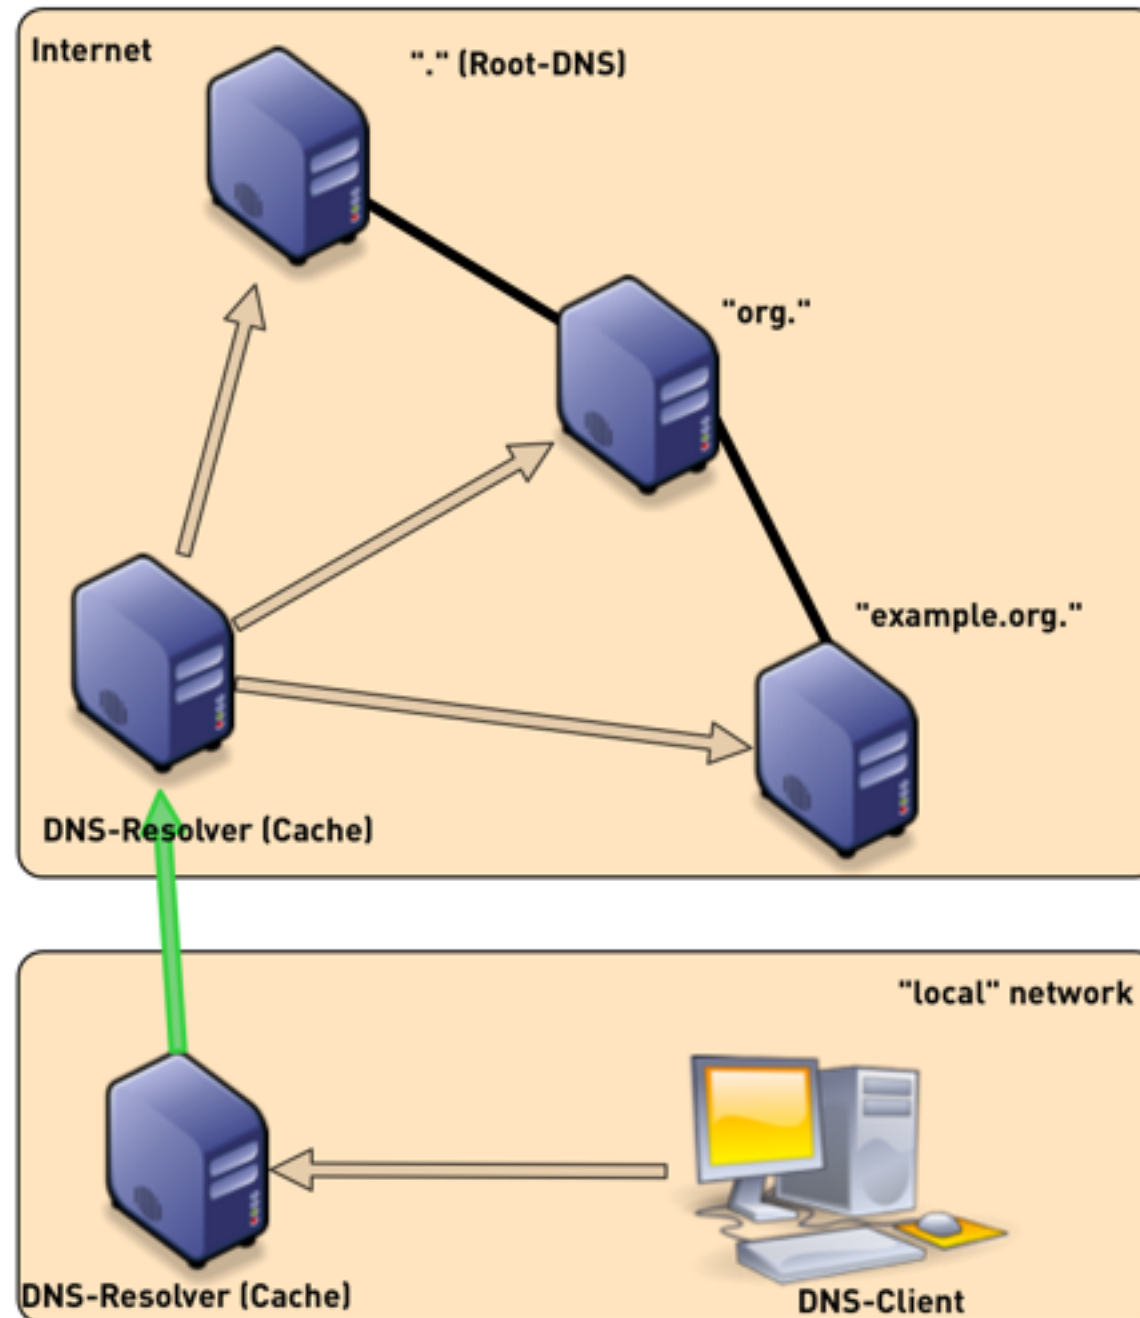 Internet
"." (Root-DNS)
"org."
"example.org."
DNS-Resolver (Cache)
"local" network
DNS-Resolver (Cache)
DNS-Client